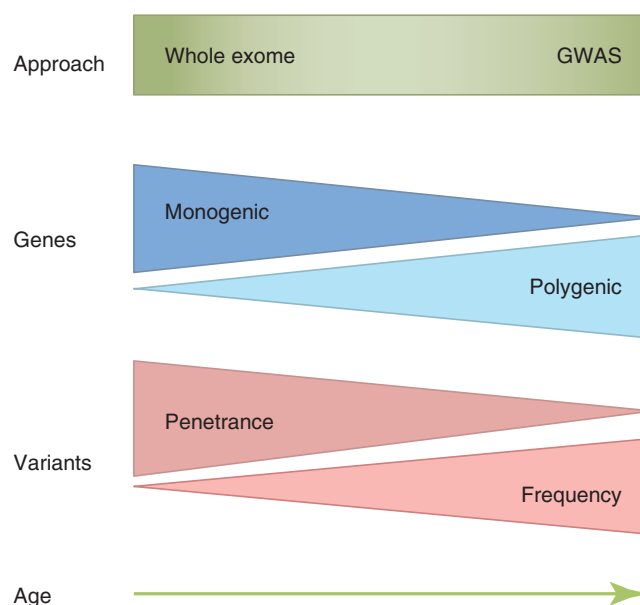 Approach
Whole exome
GWAS
Genes
Monogenic
Polygenic
Variants
Penetrance
Frequency
Age